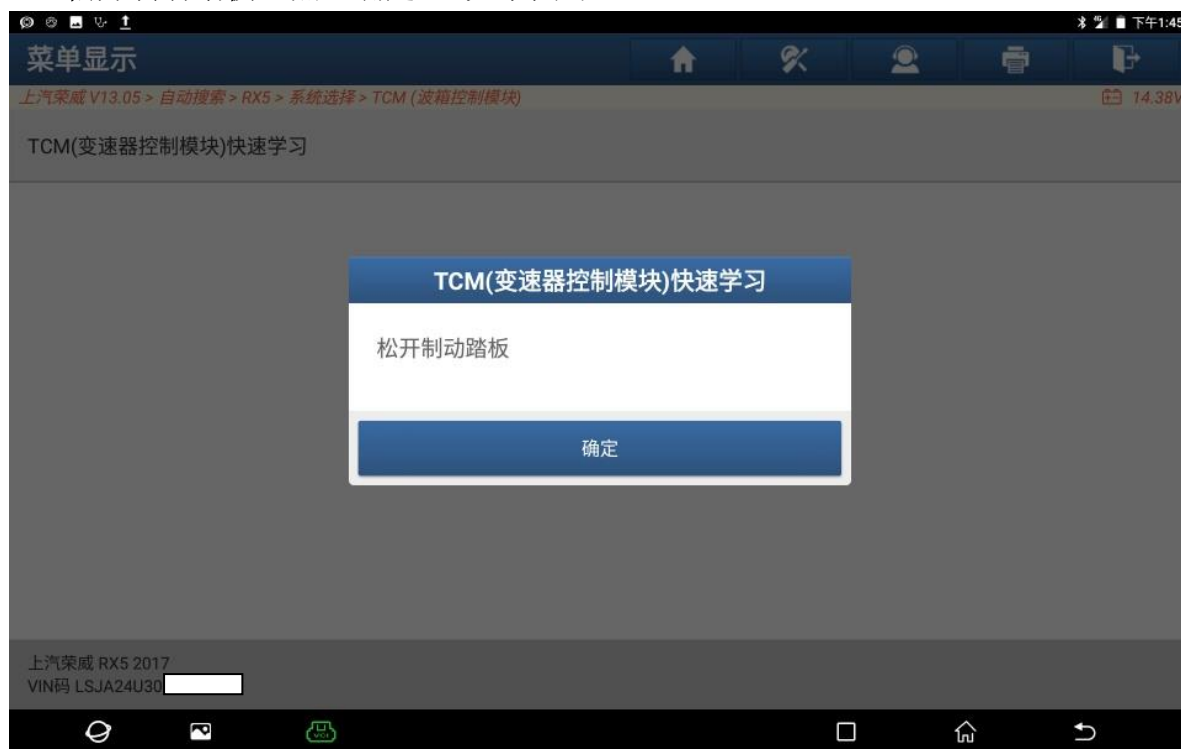 下午1:45
菜单显示
上汽荣威 V13.05 > 自动搜索 > RX5 > 系统选择 > TCM (波箱控制模块)
14.38V
TCM(变速器控制模块)快速学习
TCM(变速器控制模块)快速学习
松开制动踏板
确定
上汽荣威 RX5 2017
VIN码 LSJA24U30
VCI